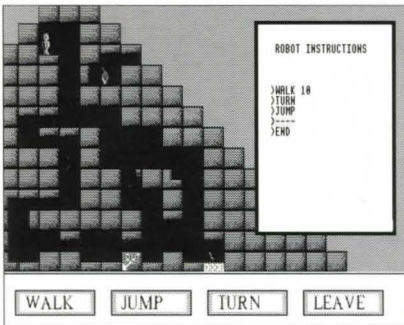 ROBOT INSTRUCTIONS
>WALK 10
>TURN
>JUMP
>----
>END
WALK JUMP TURN LEAVE